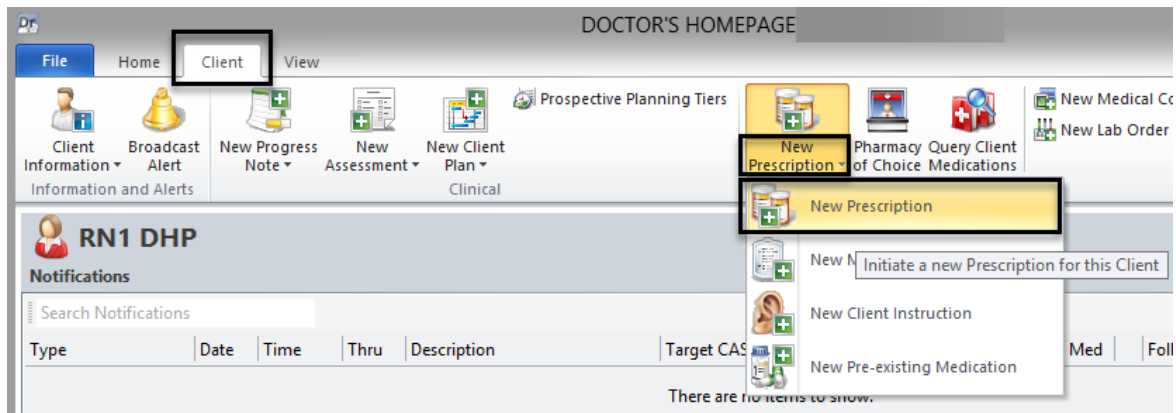 Dr
DOCTOR'S HOMEPAGE
File Home Client View
Prospective Planning Tiers
New Medical
New Lab Order
Client Information
Broadcast Alert
New Progress Note
New Assessment
New Client Plan
New Prescription
Pharmacy of Choice
Query Client Medications
Information and Alerts
Clinical
New Prescription
RN1 DHP
Notifications
New
Initiate a new Prescription for this Client
Search Notifications
New Client Instruction
Type Date Time Thru Description Target Med
New Pre-existing Medication
There are no items to show.